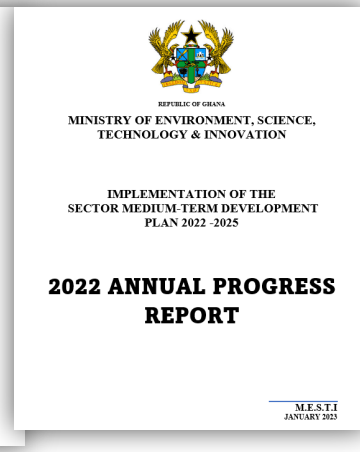 REPUBLIC OF GHANA
MINISTRY OF ENVIRONMENT, SCIENCE,
TECHNOLOGY & INNOVATION
IMPLEMENTATION OF THE
SECTOR MEDIUM-TERM DEVELOPMENT
PLAN 2022 -2025
2022 ANNUAL PROGRESS
REPORT
M.E.S.T.I
JANUARY 2023